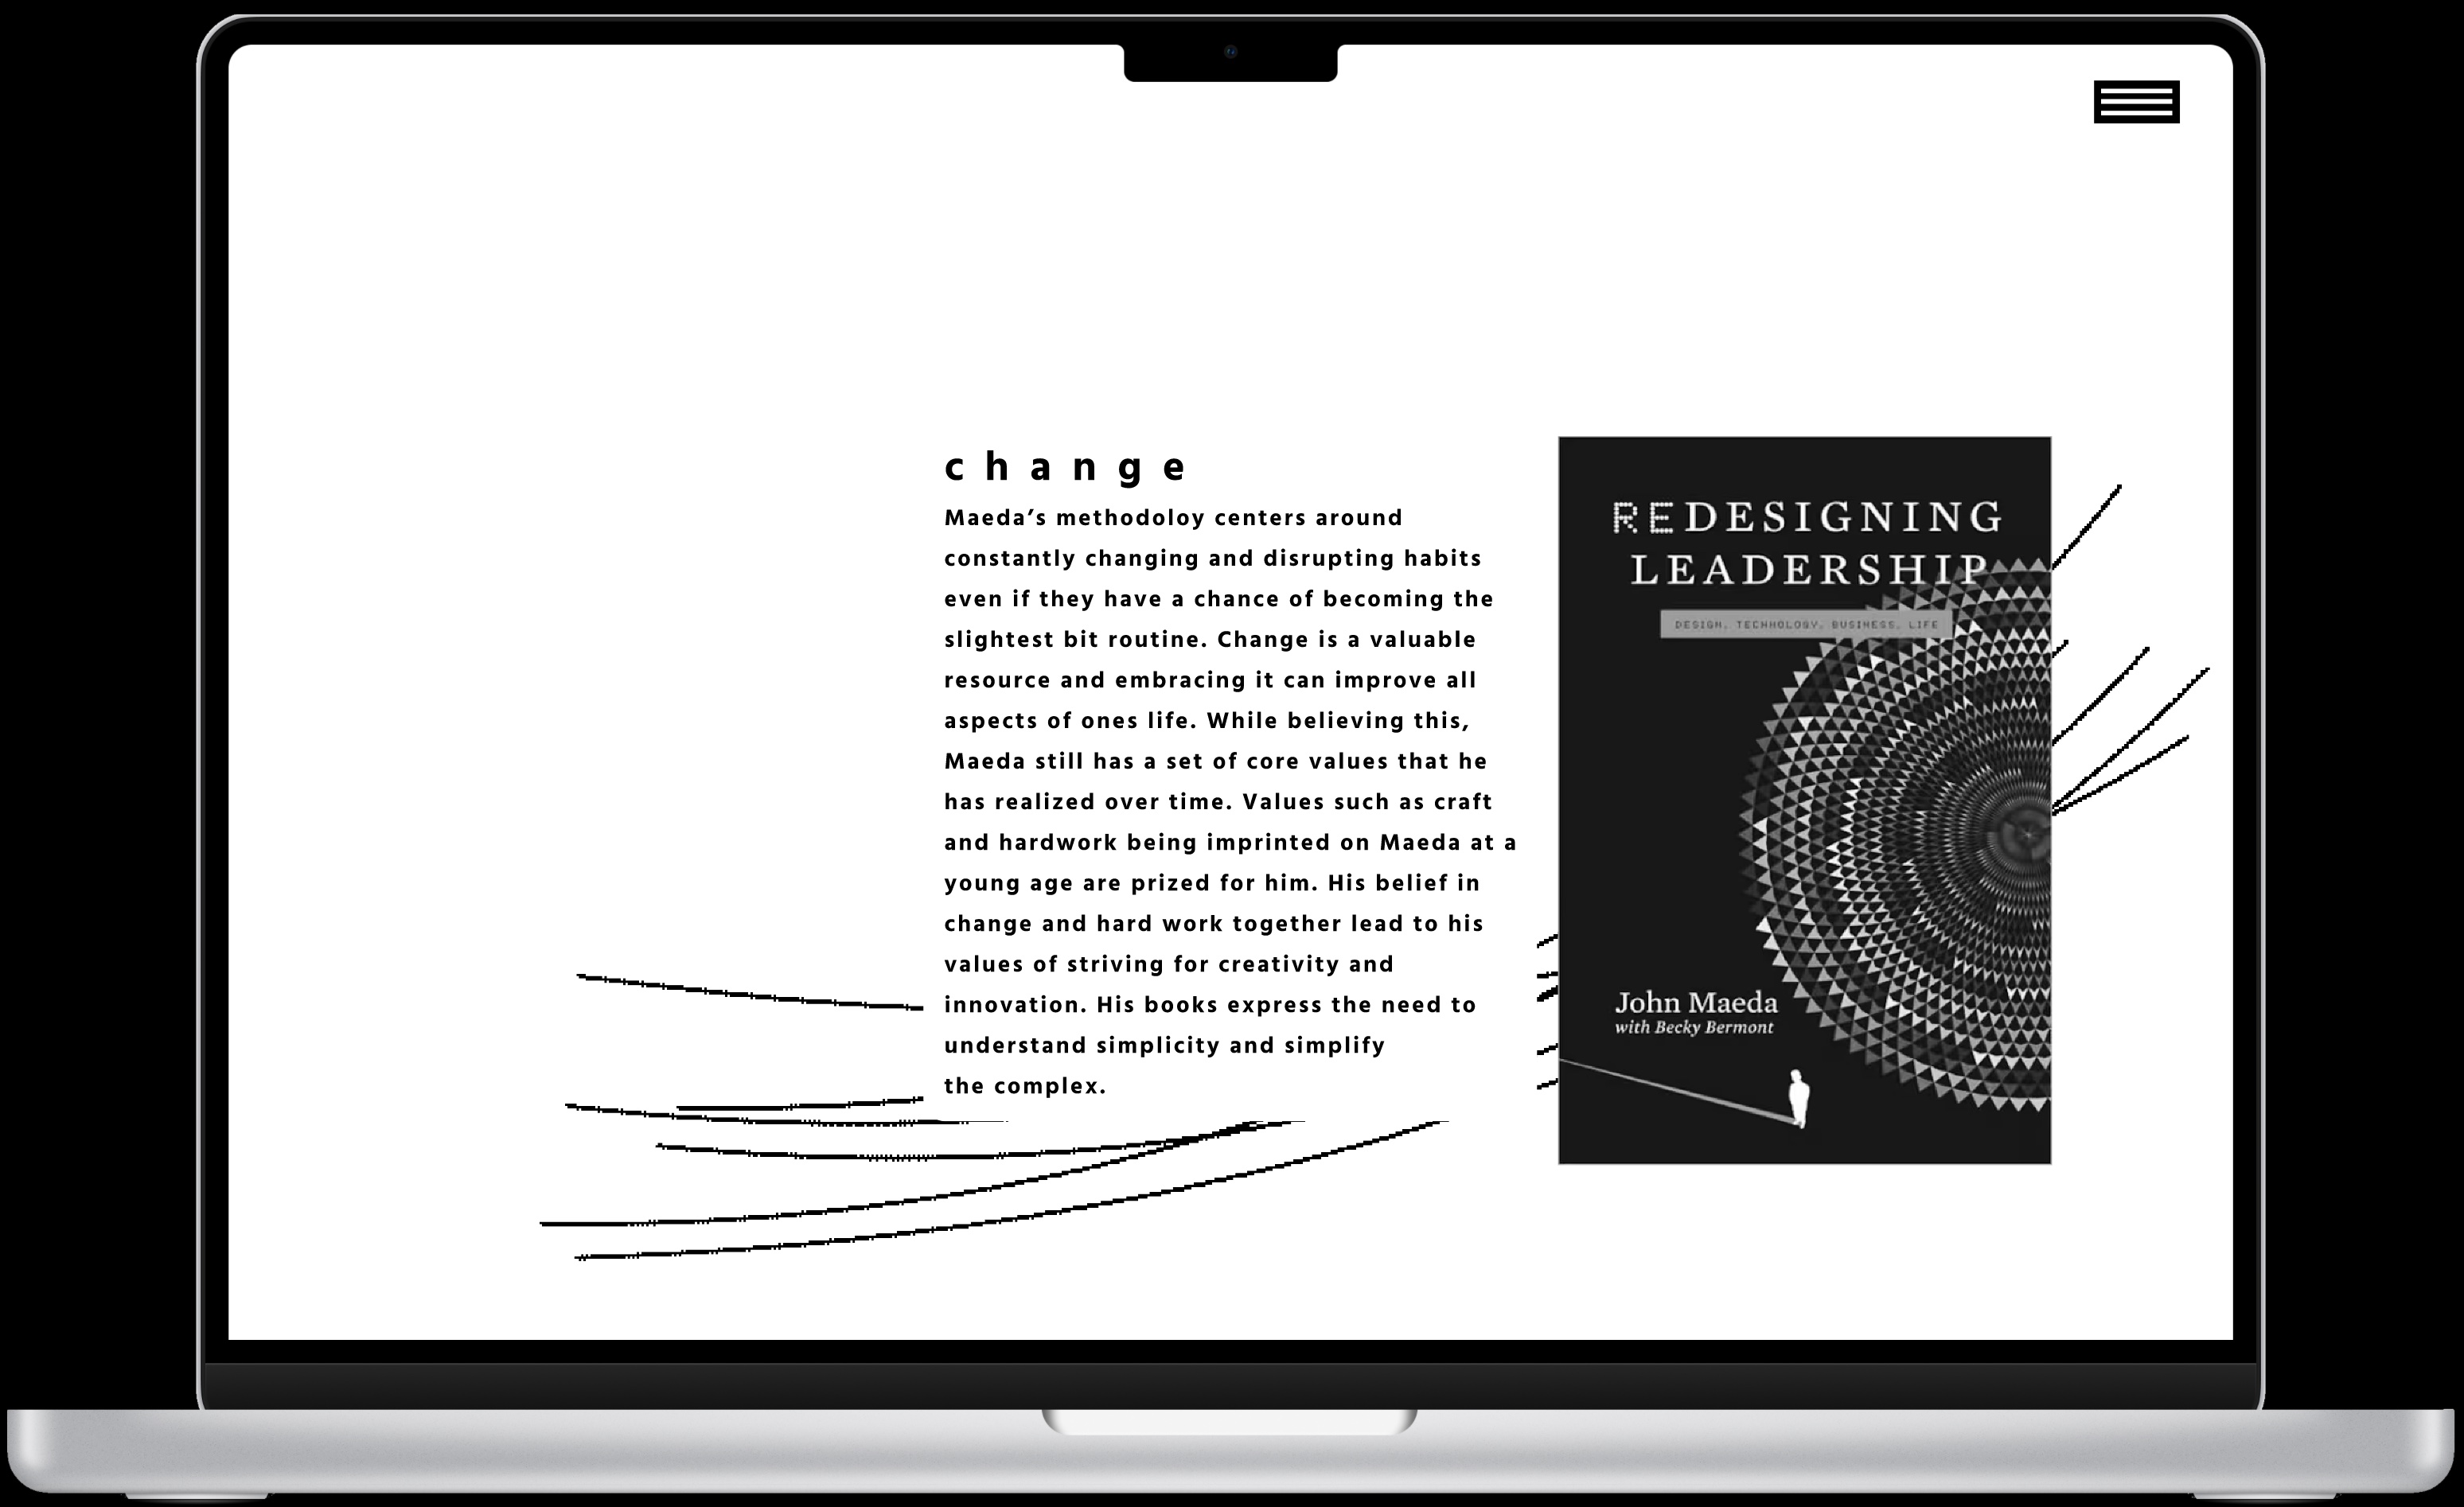 change
Maeda’s methodoloy centers around
constantly changing and disrupting habits
even if they have a chance of becoming the
slightest bit routine. Change is a valuable
resource and embracing it can improve all
aspects of ones life. While believing this,
Maeda still has a set of core values that he
has realized over time. Values such as craft
and hardwork being imprinted on Maeda at a
young age are prized for him. His belief in
change and hard work together lead to his
values of striving for creativity and
innovation. His books express the need to
understand simplicity and simplify
the complex.
REDESIGNING
LEADERSHIP
DESIGN, TECHNOLOGY, BUSINESS, LIFE
John Maeda
with Becky Bermont